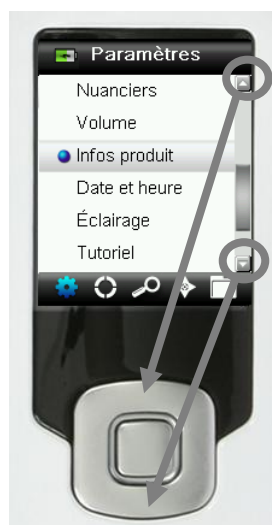 Paramètres
Nuanciers
Volume
Infos produit
Date et heure
Éclairage
Tutoriel